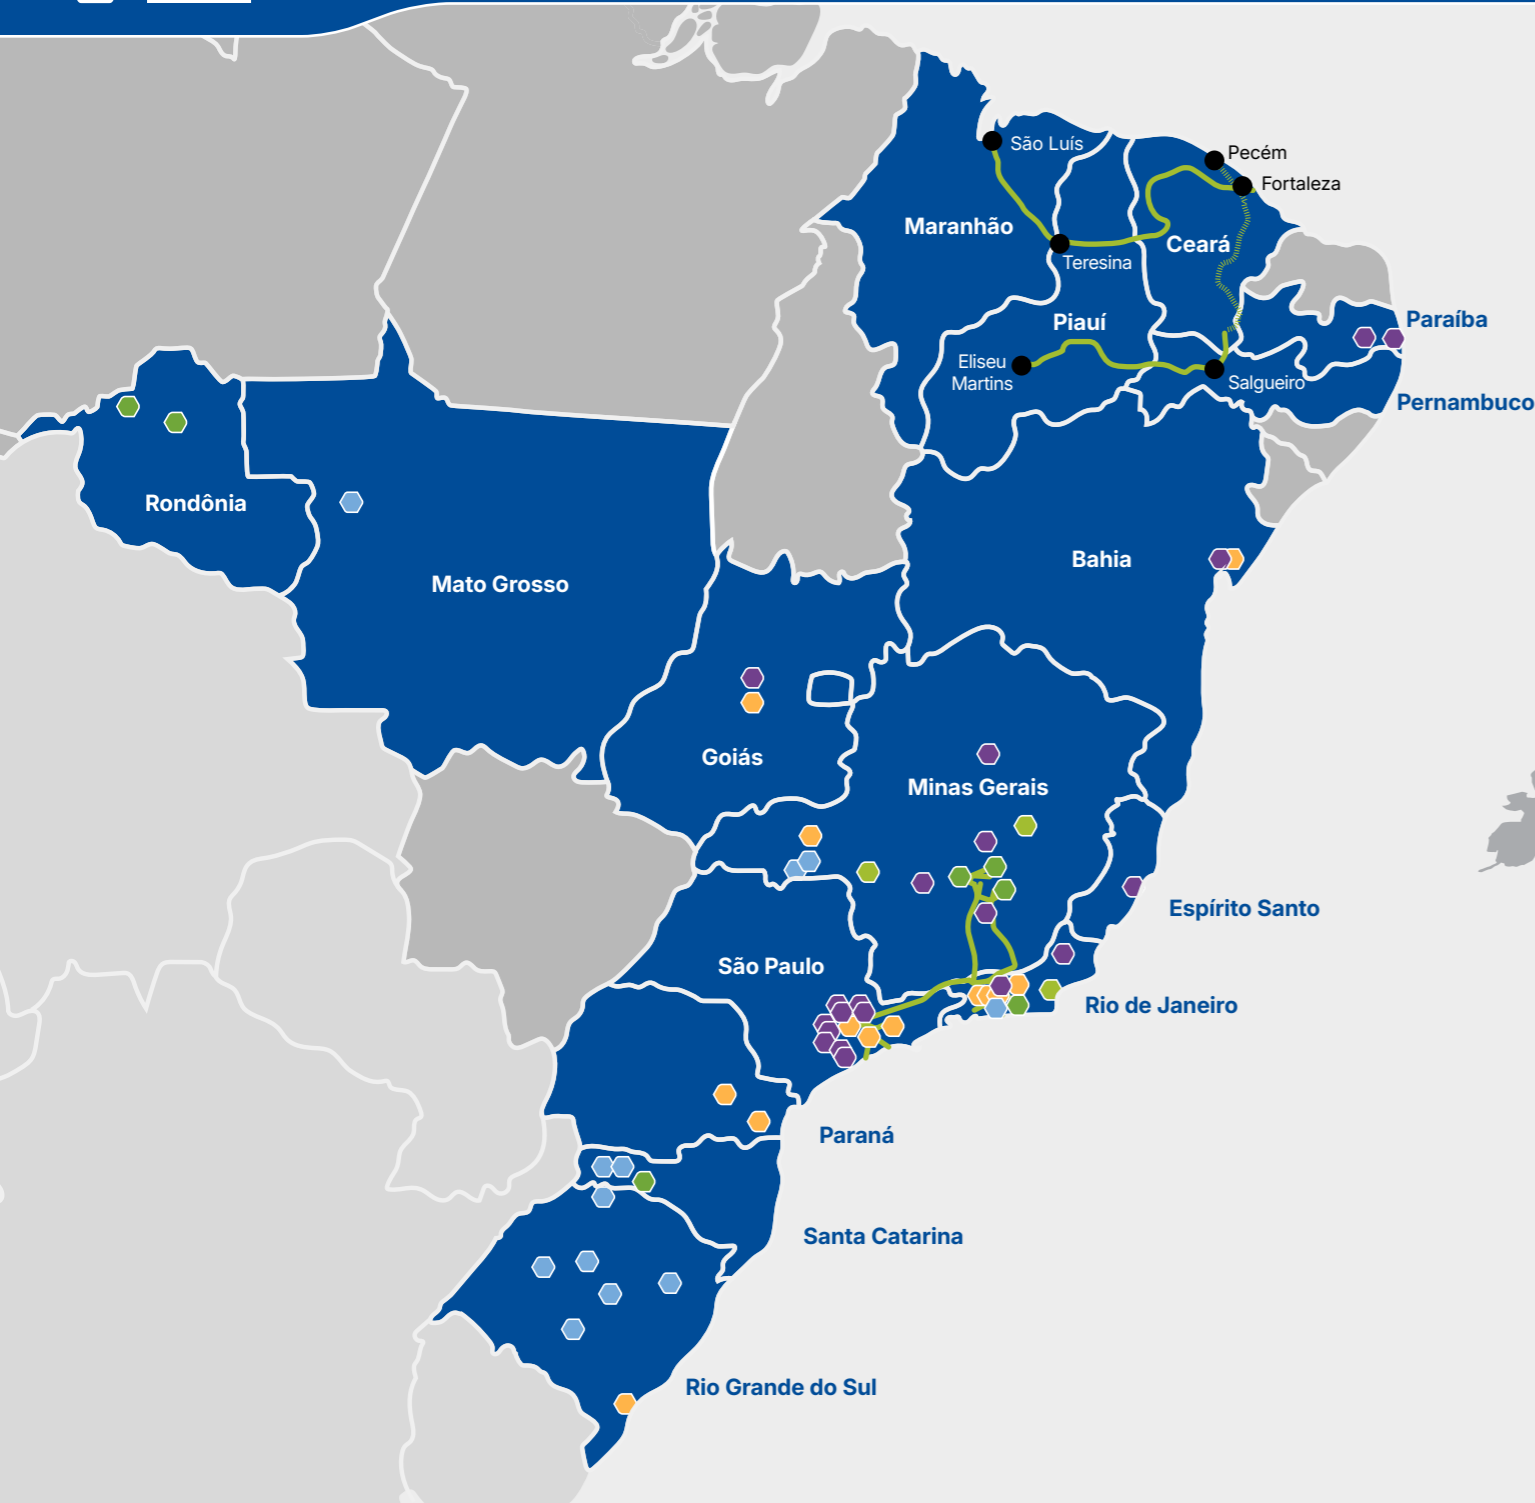 São Luís
Pecém
Fortaleza
Maranhão
Ceará
Teresina
Paraíba
Piauí
Eliseu
Martins
Salgueiro
Pernambuco
Rondônia
Bahia
Mato Grosso
Goiás
Minas Gerais
Espírito Santo
São Paulo
Rio de Janeiro
Paraná
Santa Catarina
Rio Grande do Sul